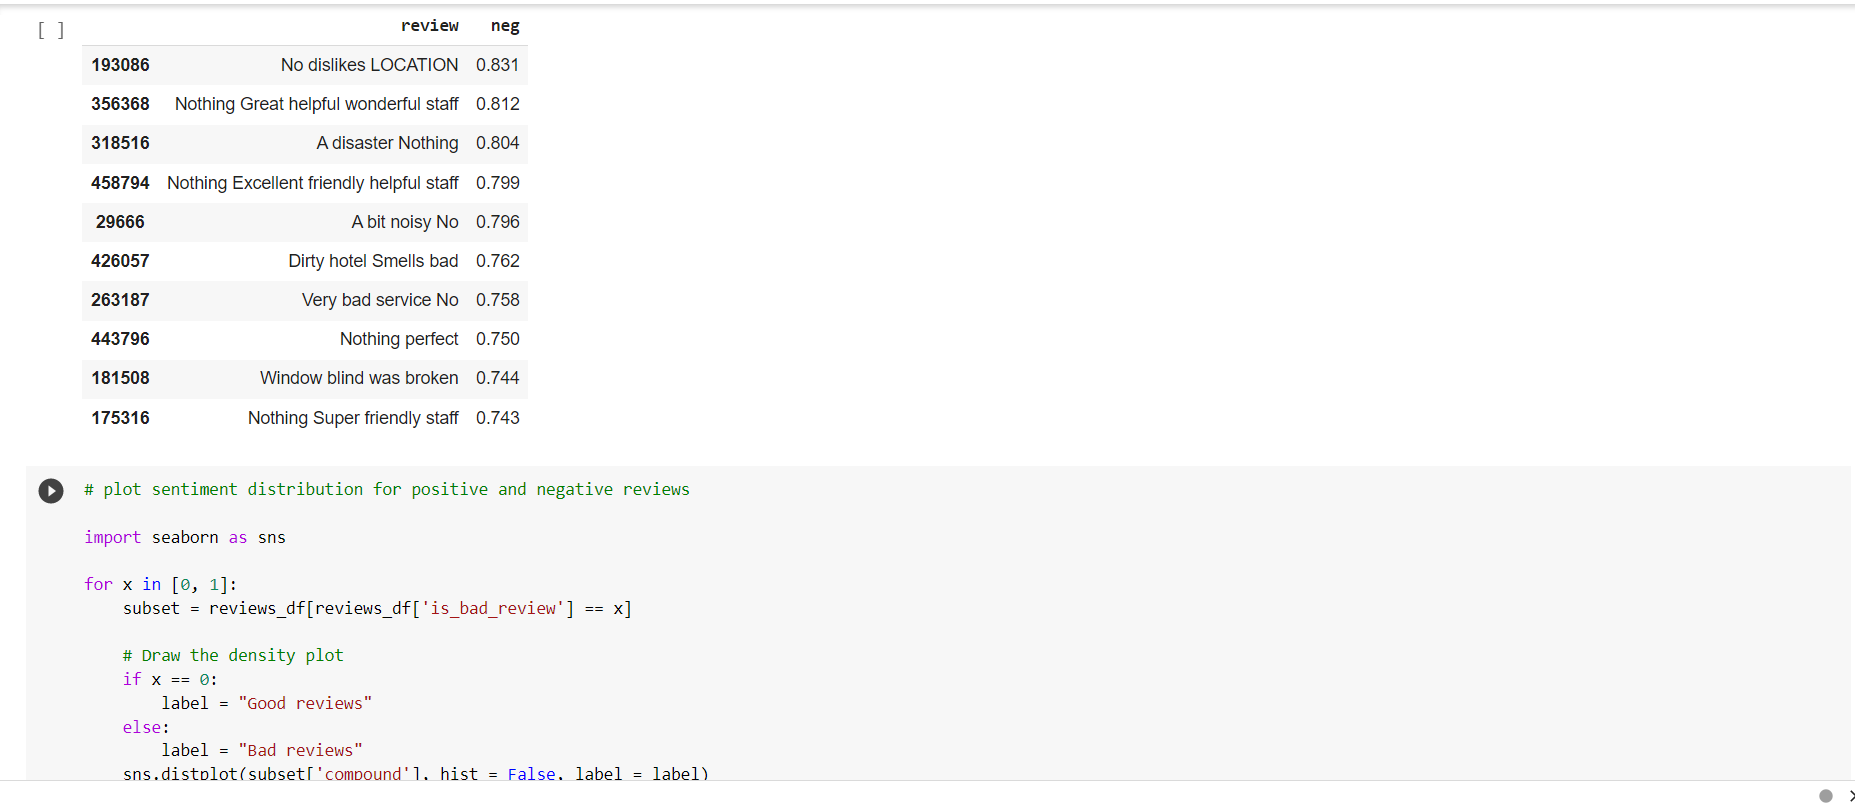 [ ]
review neg
193086 No dislikes LOCATION 0.831
356368 Nothing Great helpful wonderful staff 0.812
318516 A disaster Nothing 0.804
458794 Nothing Excellent friendly helpful staff 0.799
29666 A bit noisy No 0.796
426057 Dirty hotel Smells bad 0.762
263187 Very bad service No 0.758
443796 Nothing perfect 0.750
181508 Window blind was broken 0.744
175316 Nothing Super friendly staff 0.743
# plot sentiment distribution for positive and negative reviews
import seaborn as sns
for x in [0, 1]:
    subset = reviews_df[reviews_df['is_bad_review'] == x]
    # Draw the density plot
    if x == 0:
        label = "Good reviews"
    else:
        label = "Bad reviews"
    sns.distplot(subset['compound'], hist = False, label = label)